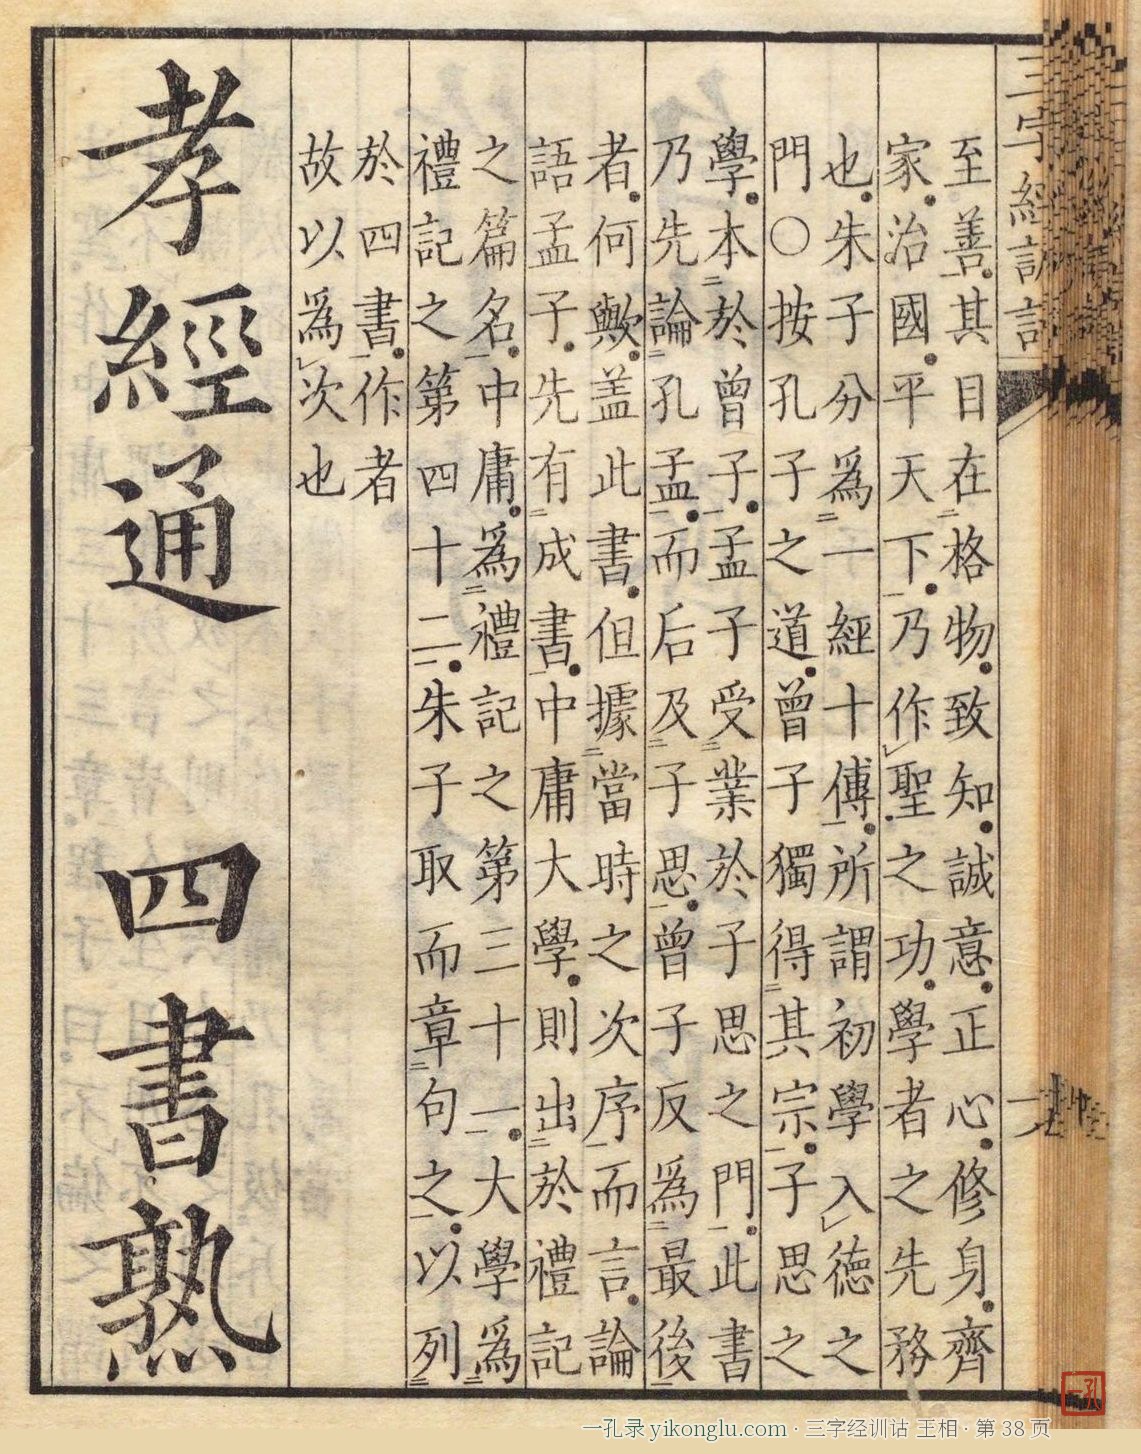 三字經訓詁
至善其目在格物致知誠意正心修身齊
家治國平天下乃作聖之功學者之先務
也朱子分爲一經十傅所謂初學入德之
門○按孔子之道曾子獨得其宗子思之
學本於曾子孟子受業於子思之門此書
乃先論孔孟而后及子思曾子反爲最後
者何歟盖此書但據當時之次序而言論
語孟子先有成書中庸大學則出於禮記
之篇名中庸爲禮記之第三十一大學爲
禮記之第四十二朱子取而章句之以列
於四書作者
故以爲次也
孝經通 四書熟
一孔
一孔录 yikonglu.com · 三字经训诂 王相 · 第 38 页